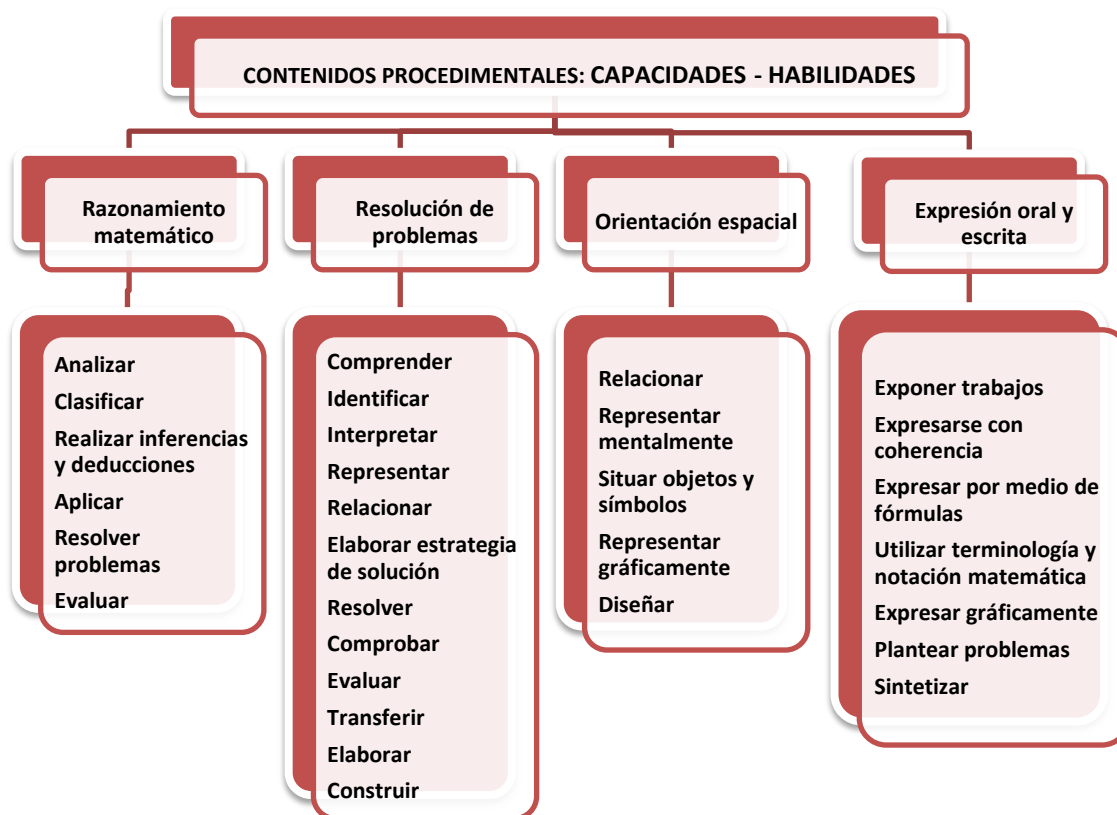 CONTENIDOS PROCEDIMENTALES: CAPACIDADES - HABILIDADES
Razonamiento
matemático
Analizar
Clasificar
Realizar inferencias
y deducciones
Aplicar
Resolver
problemas
Evaluar
Resolución de
problemas
Comprender
Identificar
Interpretar
Representar
Relacionar
Elaborar estrategia
de solución
Resolver
Comprobar
Evaluar
Transferir
Elaborar
Construir
Orientación espacial
Relacionar
Representar
mentalmente
Situar objetos y
símbolos
Representar
gráficamente
Diseñar
Expresión oral y
escrita
Exponer trabajos
Expresarse con
coherencia
Expresar por medio de
fórmulas
Utilizar terminología y
notación matemática
Expresar gráficamente
Plantear problemas
Sintetizar